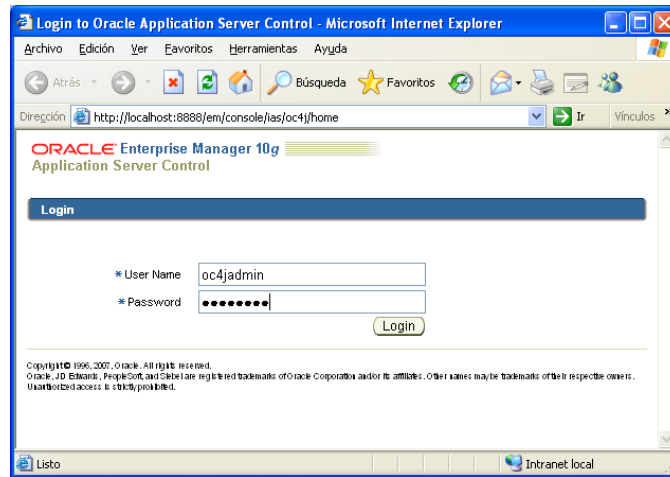 Login to Oracle Application Server Control - Microsoft Internet Explorer
Archivo Edición Ver Favoritos Herramientas Ayuda
Atrás Búsqueda Favoritos
Dirección http://localhost:8888/em/console/ias/oc4j/home Ir Vínculos »
ORACLE Enterprise Manager 10g
Application Server Control
Login
* User Name oc4jadmin
* Password ••••••••
Login
Copyright © 1996, 2007, Oracle. All rights reserved.
Oracle, JD Edwards, PeopleSoft, and Siebel are registered trademarks of Oracle Corporation and/or its affiliates. Other names may be trademarks of their respective owners.
Unauthorized access is strictly prohibited.
Listo Intranet local